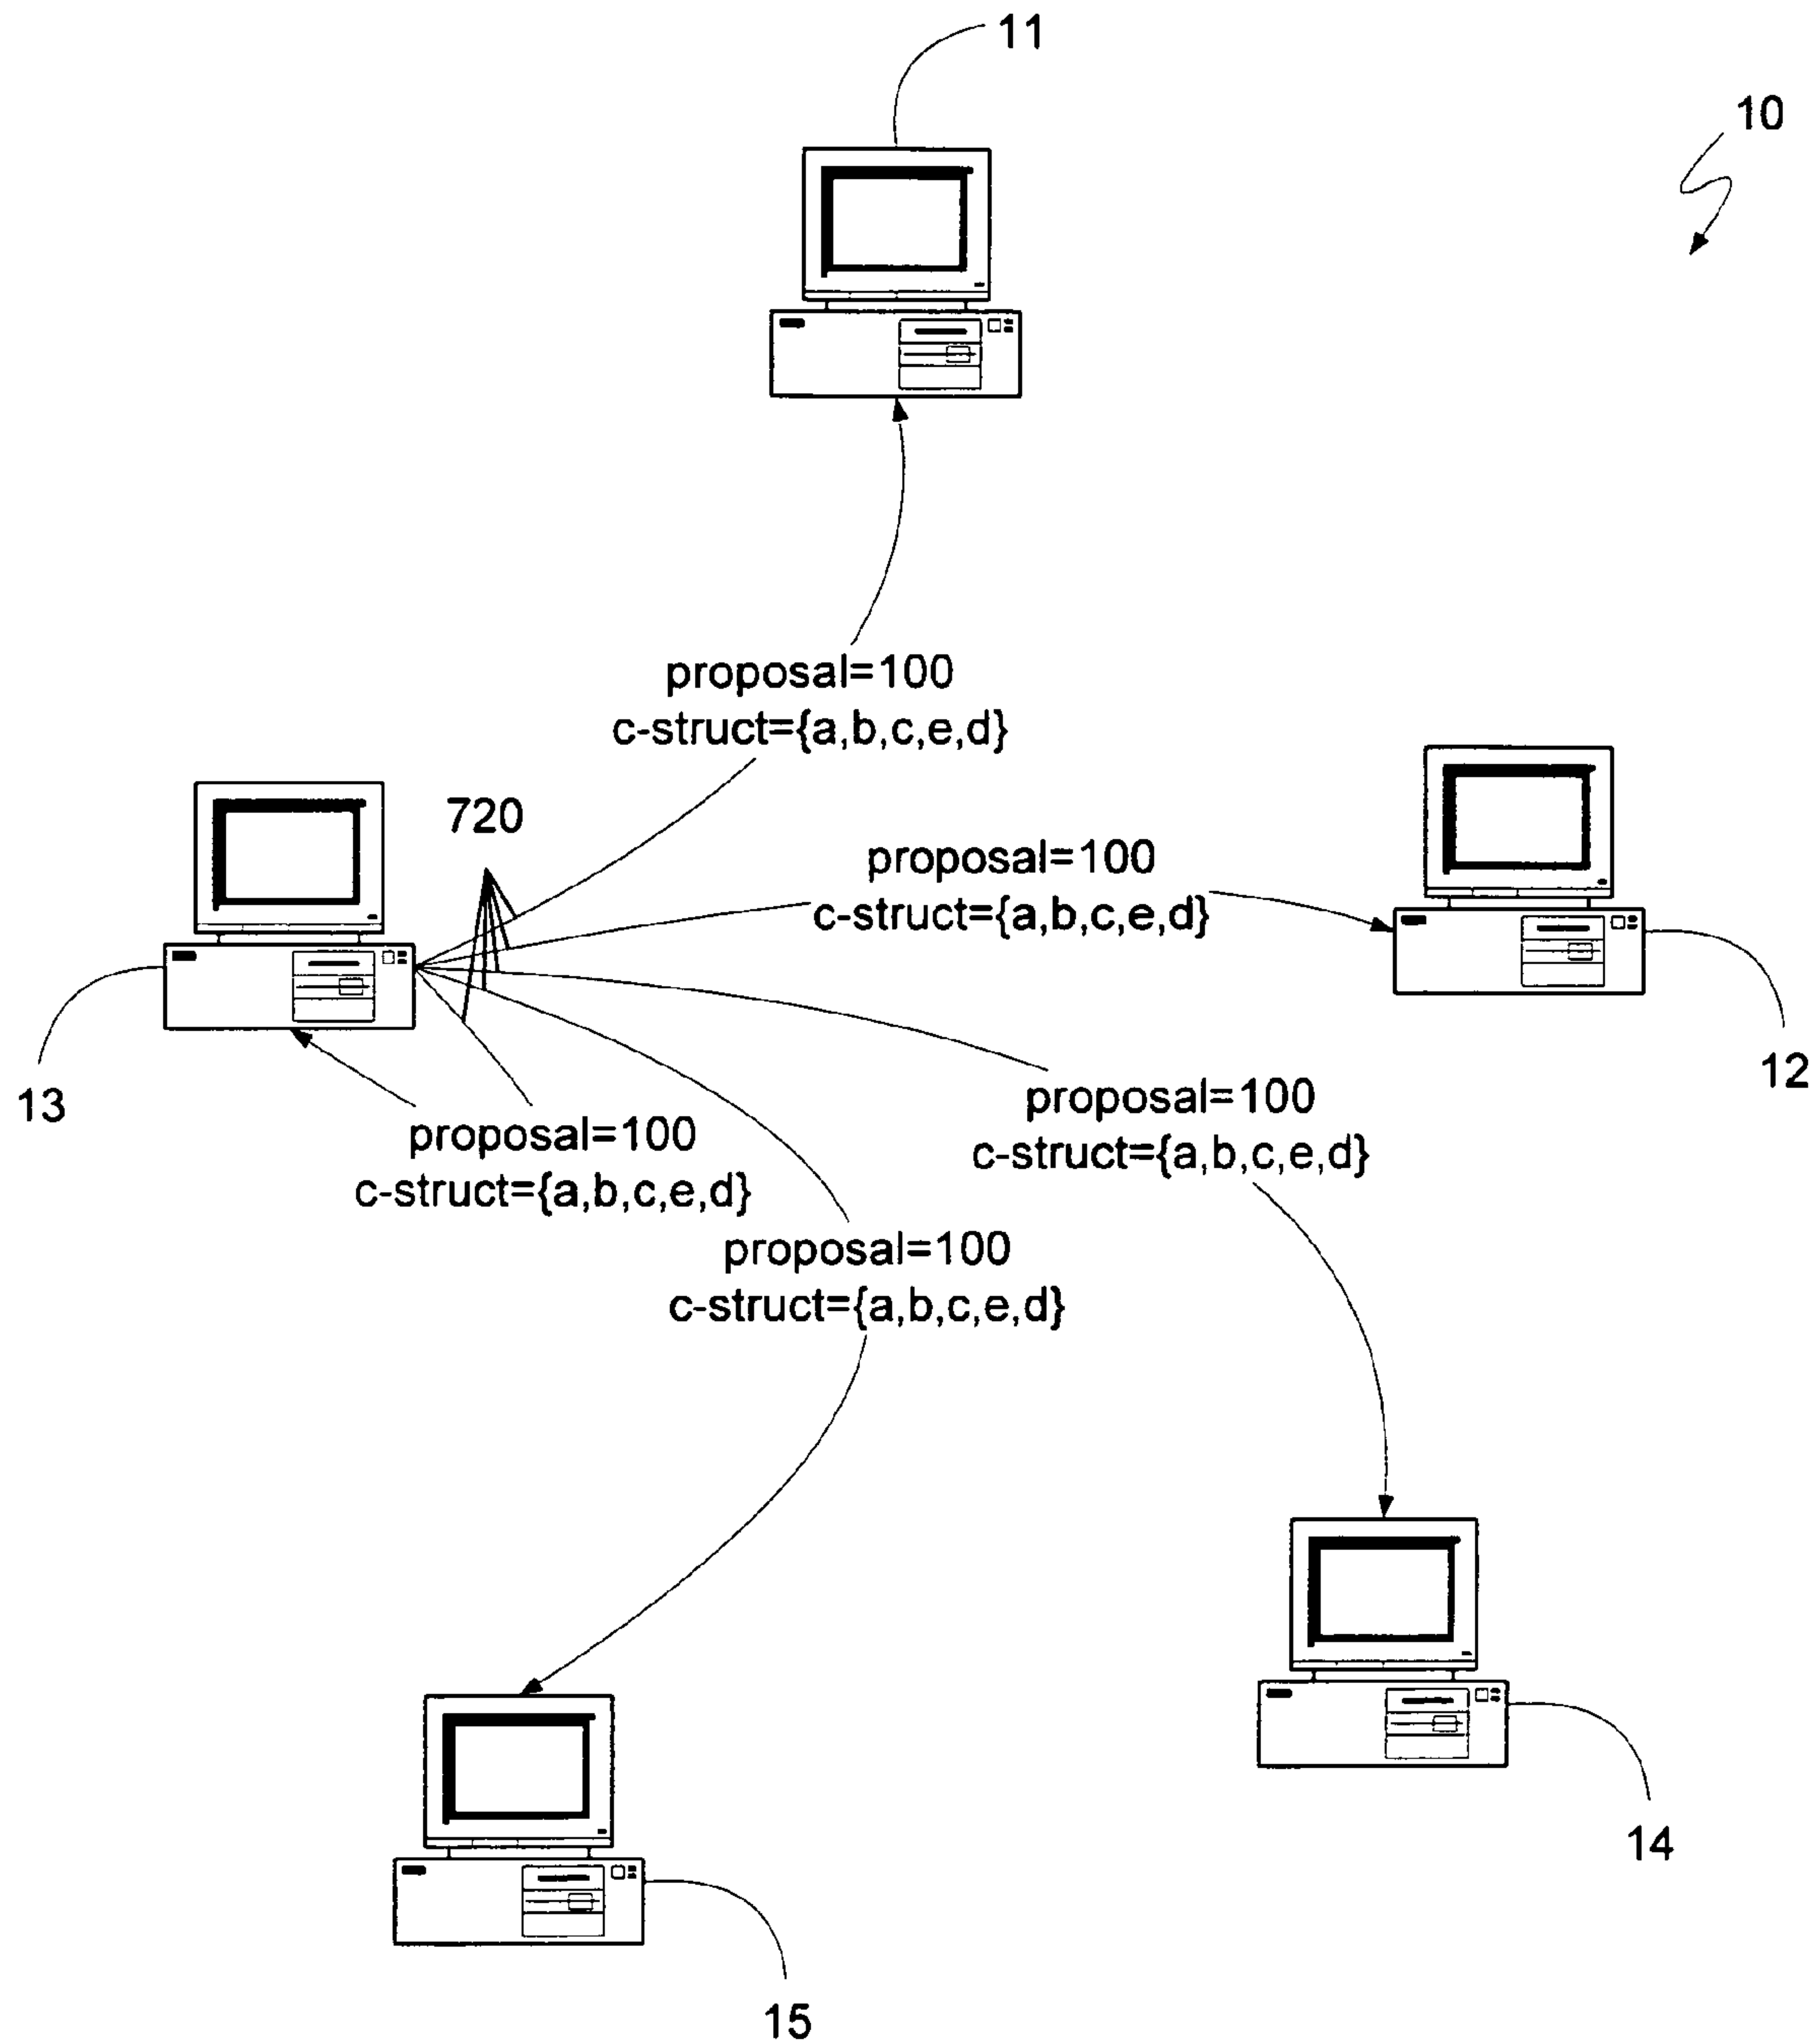 11
10
proposal=100
c-struct={a,b,c,e,d}
720
proposal=100
c-struct={a,b,c,e,d}
12
13
proposal=100
c-struct={a,b,c,e,d}
proposal=100
c-struct={a,b,c,e,d}
proposal=100
c-struct={a,b,c,e,d}
14
15